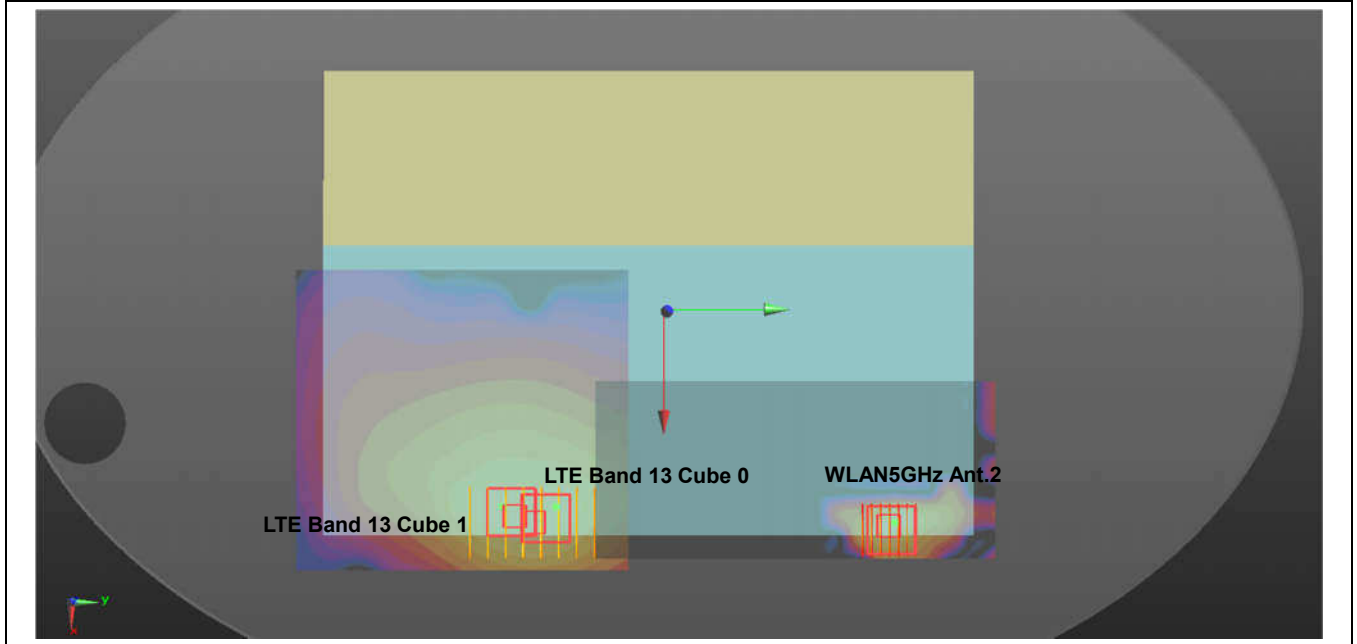 LTE Band 13 Cube 0
WLAN5GHz Ant.2
LTE Band 13 Cube 1
y
x